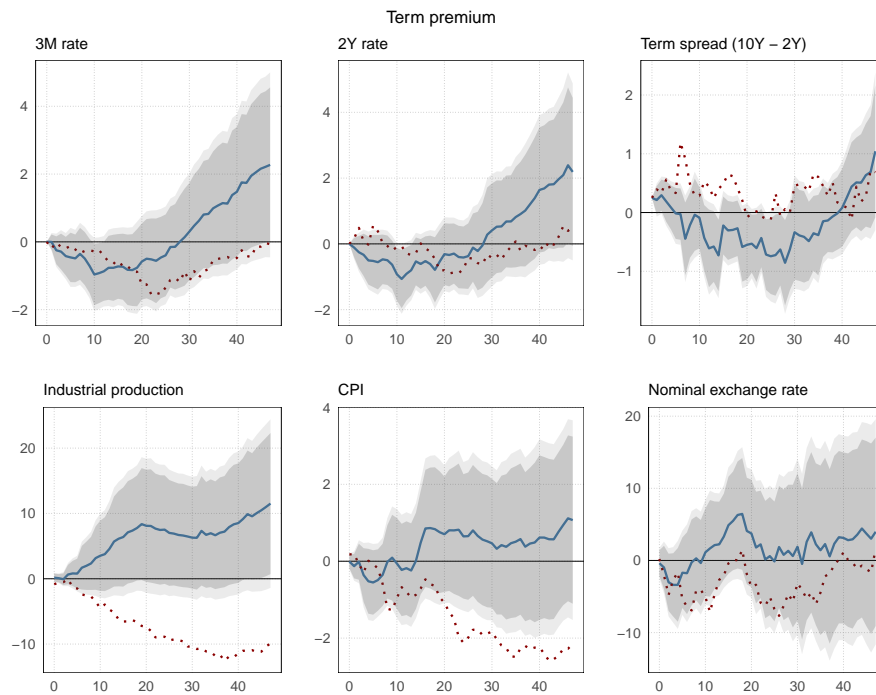 Term premium
3M rate
2Y rate
Term spread (10Y − 2Y)
4
2
0
−2
0 10 20 30 40
4
2
0
−2
0 10 20 30 40
2
1
0
−1
0 10 20 30 40
Industrial production
CPI
Nominal exchange rate
20
10
0
−10
0 10 20 30 40
4
2
0
−2
0 10 20 30 40
20
10
0
−10
0 10 20 30 40